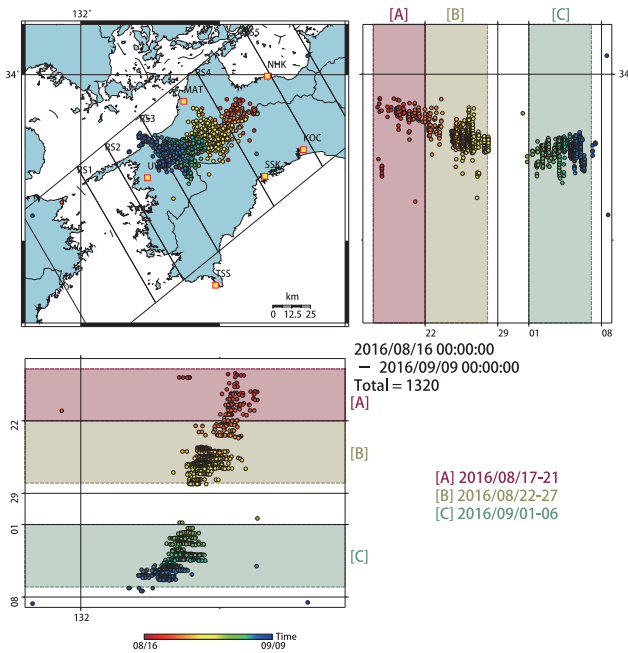 132°
[A] [B] [C]
34°
34
RS5
RS4
NHK
MAT
RS3
KOC
RS2
RS1
SSK
TSS
km
0 12.5 25
22 29 01 08
2016/08/16 00:00:00
— 2016/09/09 00:00:00
Total = 1320
[A]
22
[B]
29
01
[C]
08
132
[A] 2016/08/17-21
[B] 2016/08/22-27
[C] 2016/09/01-06
Time
08/16 09/09